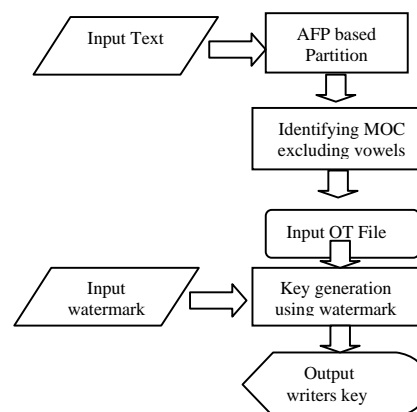 Input Text
AFP based
Partition
Identifying MOC
excluding vowels
Input OT File
Input
watermark
Key generation
using watermark
Output
writers key